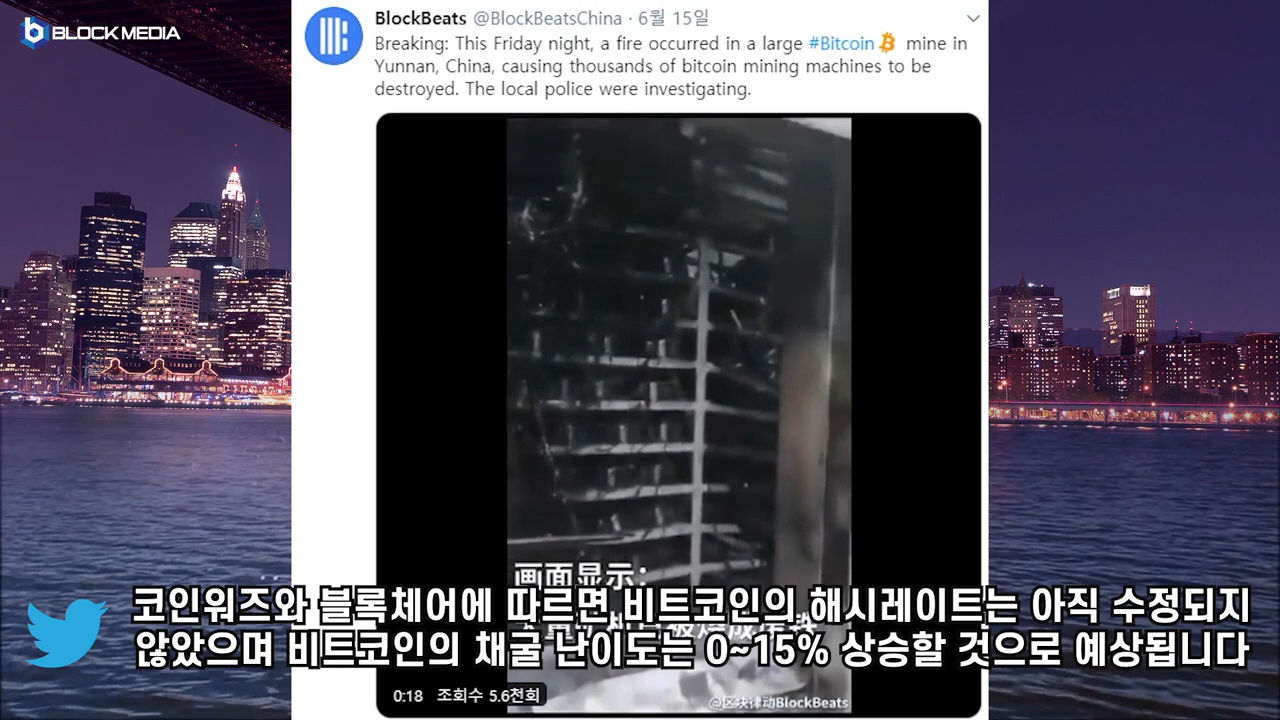 BLOCKMEDIA
BlockBeats @BlockBeatsChina · 6월 15일
Breaking: This Friday night, a fire occurred in a large #Bitcoin mine in
Yunnan, China, causing thousands of bitcoin mining machines to be
destroyed. The local police were investigating.
画面显示：
코인워즈와 블록체어에 따르면 비트코인의 해시레이트는 아직 수정되지
않았으며 비트코인의 채굴 난이도는 0~15% 상승할 것으로 예상됩니다
0:18 조회수 5.6천회
@区块律动BlockBeats